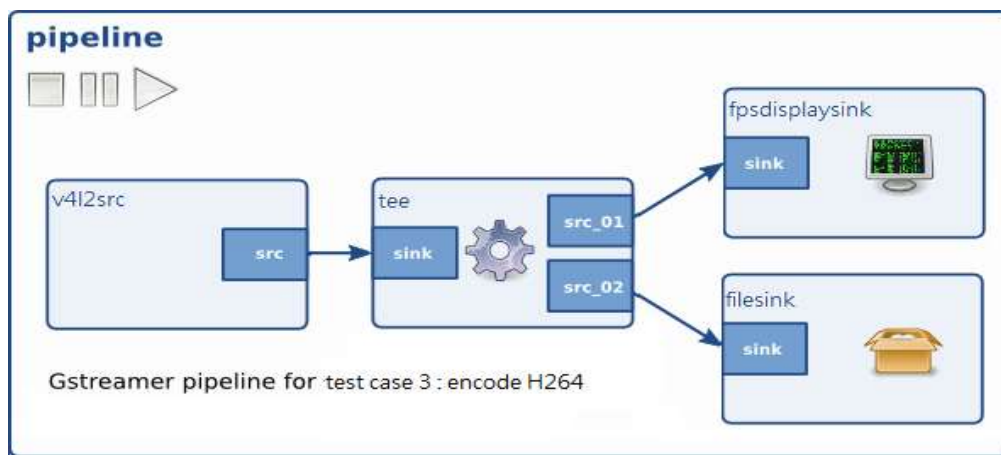 pipeline
fpsdisplaysink
sink
v4l2src
src
tee
sink
src_01
src_02
filesink
sink
Gstreamer pipeline for test case 3 : encode H264